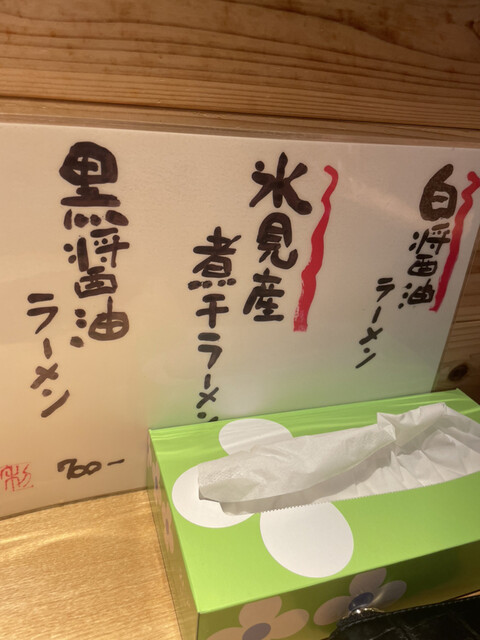 白醤油
ラーメン
氷見産
煮干ラーメン
黒醤油
ラーメン
700-